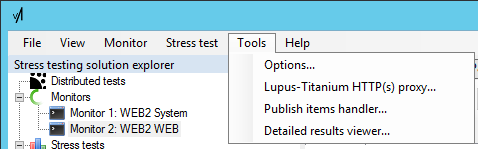 File View Monitor Stress test Tools Help
Stress testing solution explorer
Distributed tests
Monitors
Monitor 1: WEB2 System
Monitor 2: WEB2 WEB
Stress tests
Options...
Lupus-Titanium HTTP(s) proxy...
Publish items handler...
Detailed results viewer...